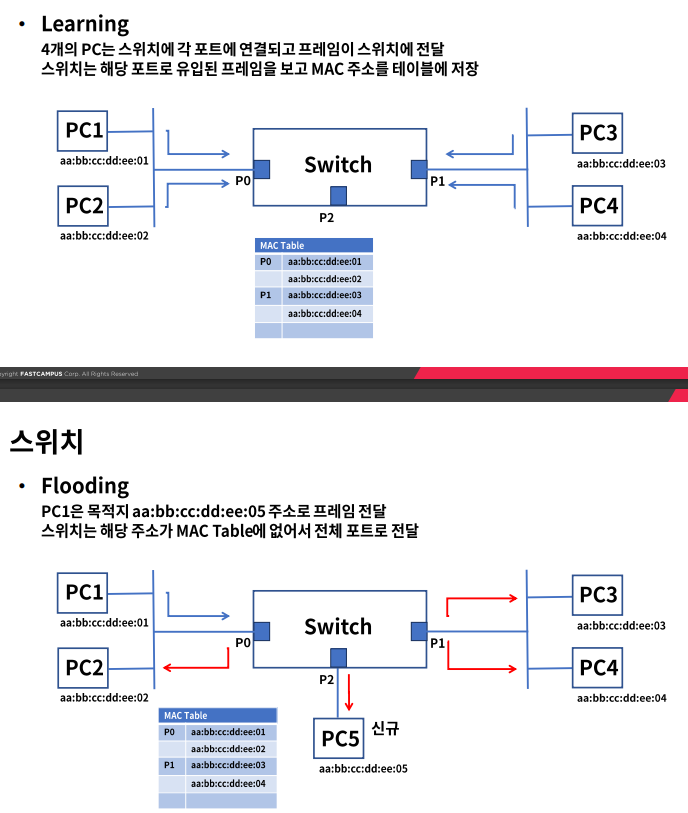 • Learning
4개의 PC는 스위치에 각 포트에 연결되고 프레임이 스위치에 전달
스위치는 해당 포트로 유입된 프레임을 보고 MAC 주소를 테이블에 저장
PC1
aa:bb:cc:dd:ee:01
PC2
aa:bb:cc:dd:ee:02
Switch
P0
P1
P2
PC3
aa:bb:cc:dd:ee:03
PC4
aa:bb:cc:dd:ee:04
MAC Table
P0 aa:bb:cc:dd:ee:01
aa:bb:cc:dd:ee:02
P1 aa:bb:cc:dd:ee:03
aa:bb:cc:dd:ee:04
yright FASTCAMPUS Corp. All Rights Reserved
스위치
• Flooding
PC1은 목적지 aa:bb:cc:dd:ee:05 주소로 프레임 전달
스위치는 해당 주소가 MAC Table에 없어서 전체 포트로 전달
PC1
aa:bb:cc:dd:ee:01
PC2
aa:bb:cc:dd:ee:02
Switch
P0
P1
P2
PC3
aa:bb:cc:dd:ee:03
PC4
aa:bb:cc:dd:ee:04
MAC Table
P0 aa:bb:cc:dd:ee:01
aa:bb:cc:dd:ee:02
P1 aa:bb:cc:dd:ee:03
aa:bb:cc:dd:ee:04
PC5 신규
aa:bb:cc:dd:ee:05